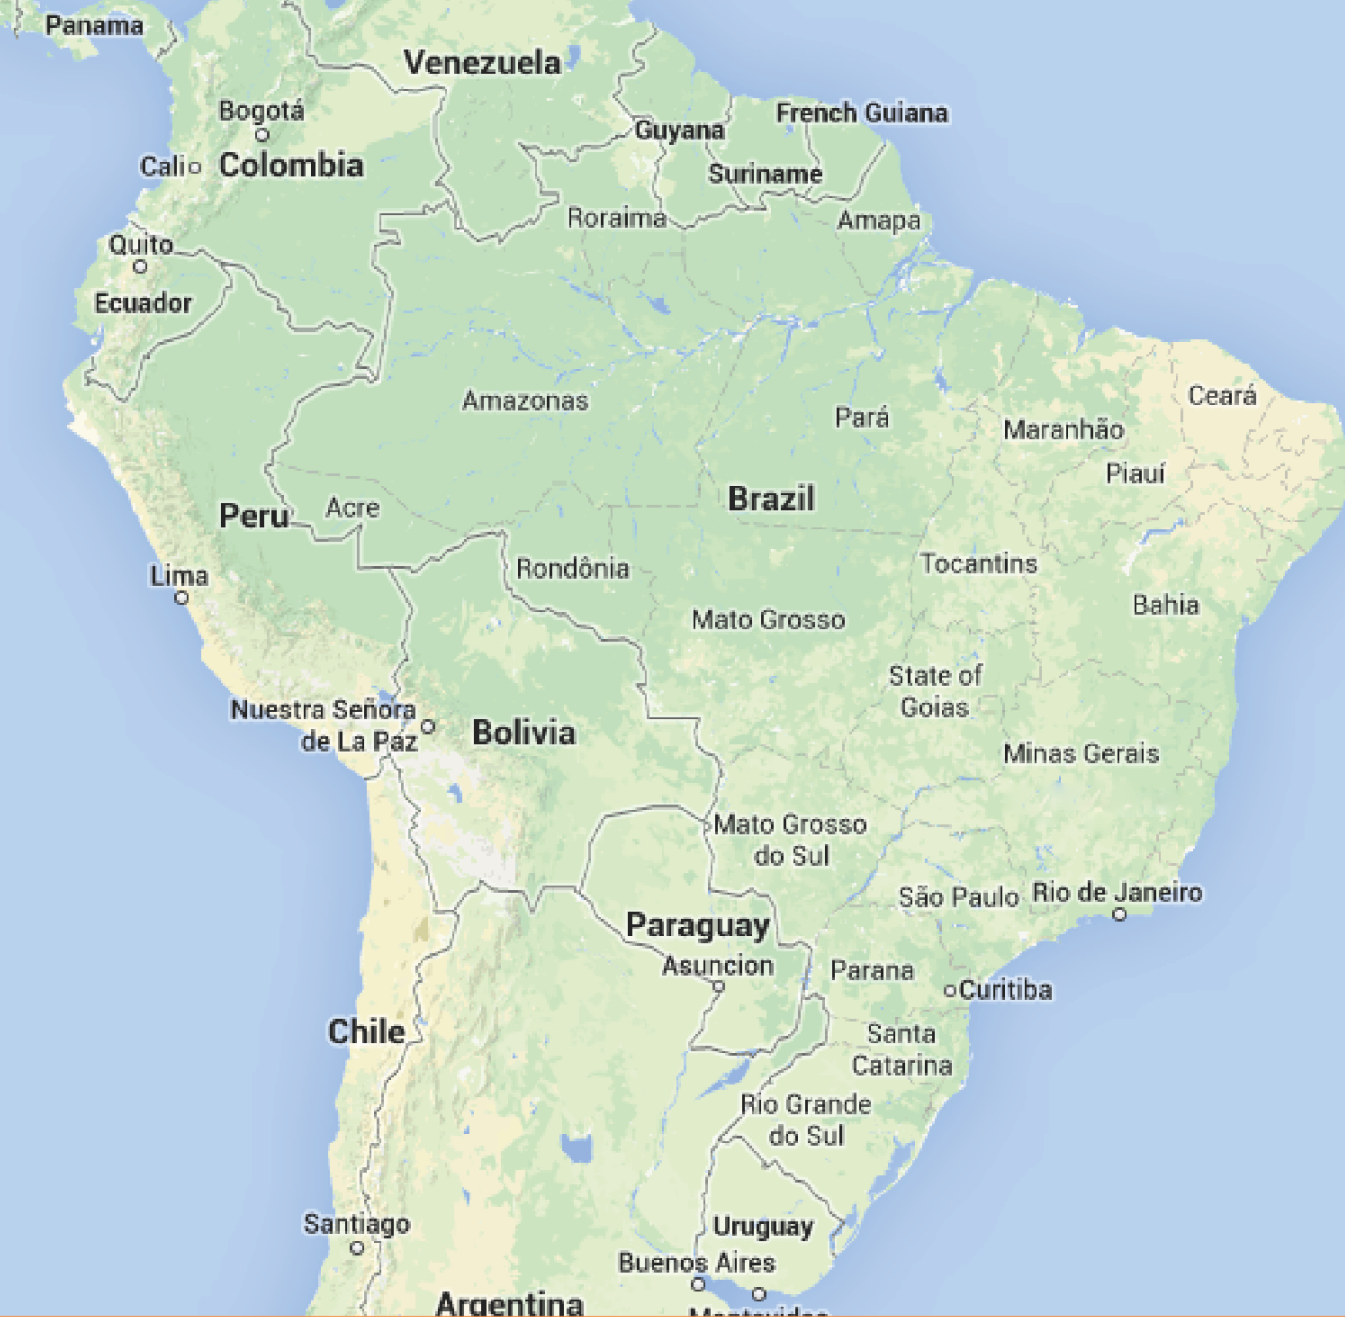 Panama
Venezuela
Bogotá
French Guiana
Guyana
Cali
Colombia
Suriname
Roraima
Amapa
Quito
Ecuador
Amazonas
Ceará
Pará
Maranhão
Piauí
Brazil
Peru
Acre
Lima
Rondônia
Tocantins
Bahia
Mato Grosso
State of
Goias
Nuestra Señora
de La Paz
Bolivia
Minas Gerais
Mato Grosso
do Sul
São Paulo
Rio de Janeiro
Paraguay
Asuncion
Parana
Curitiba
Chile
Santa
Catarina
Rio Grande
do Sul
Santiago
Uruguay
Buenos Aires
Argentina
Montevideo